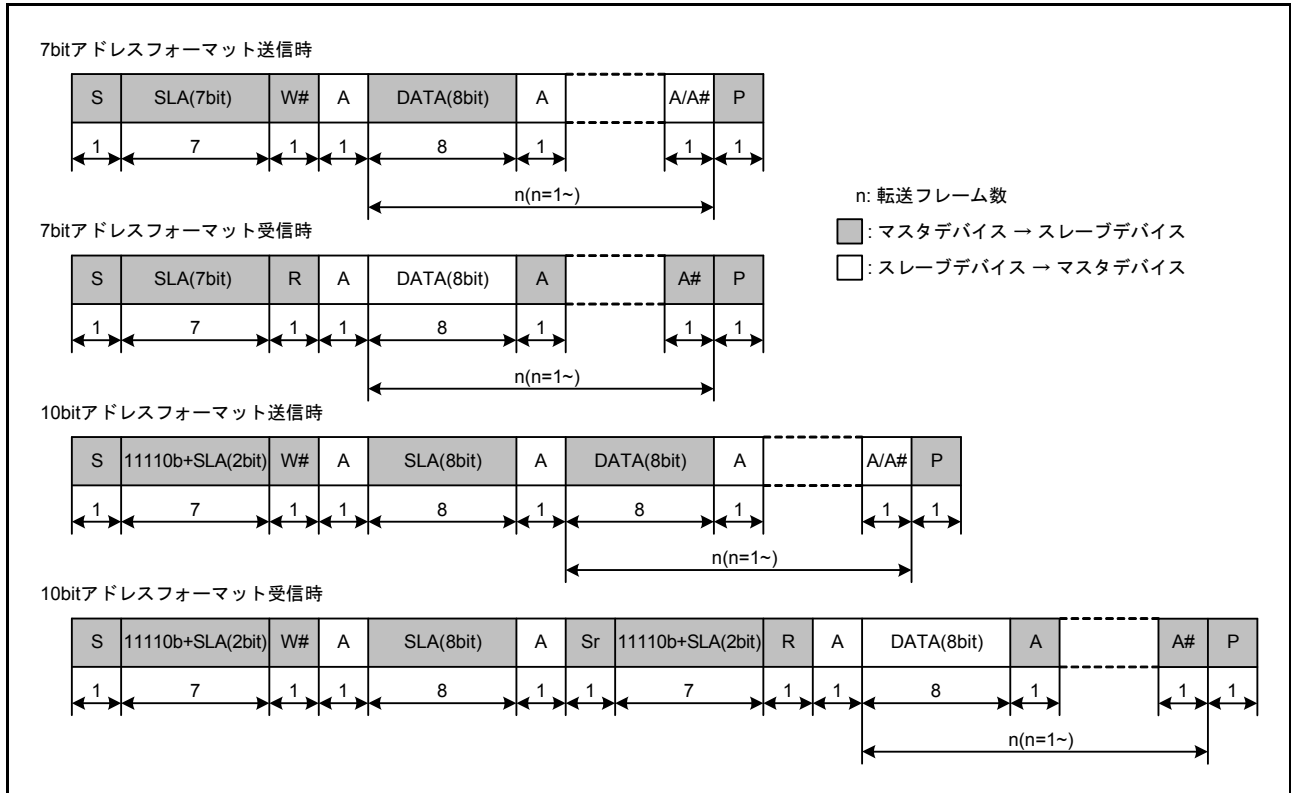 7bitアドレスフォーマット送信時
S SLA(7bit) W# A DATA(8bit) A A/A# P
1 7 1 1 8 1 1 1
n(n=1~)
n: 転送フレーム数
: マスタデバイス → スレーブデバイス
: スレーブデバイス → マスタデバイス
7bitアドレスフォーマット受信時
S SLA(7bit) R A DATA(8bit) A A# P
1 7 1 1 8 1 1 1
n(n=1~)
10bitアドレスフォーマット送信時
S 11110b+SLA(2bit) W# A SLA(8bit) A DATA(8bit) A A/A# P
1 7 1 1 8 1 8 1 1 1
n(n=1~)
10bitアドレスフォーマット受信時
S 11110b+SLA(2bit) W# A SLA(8bit) A Sr 11110b+SLA(2bit) R A DATA(8bit) A A# P
1 7 1 1 8 1 1 7 1 1 8 1 1 1
n(n=1~)